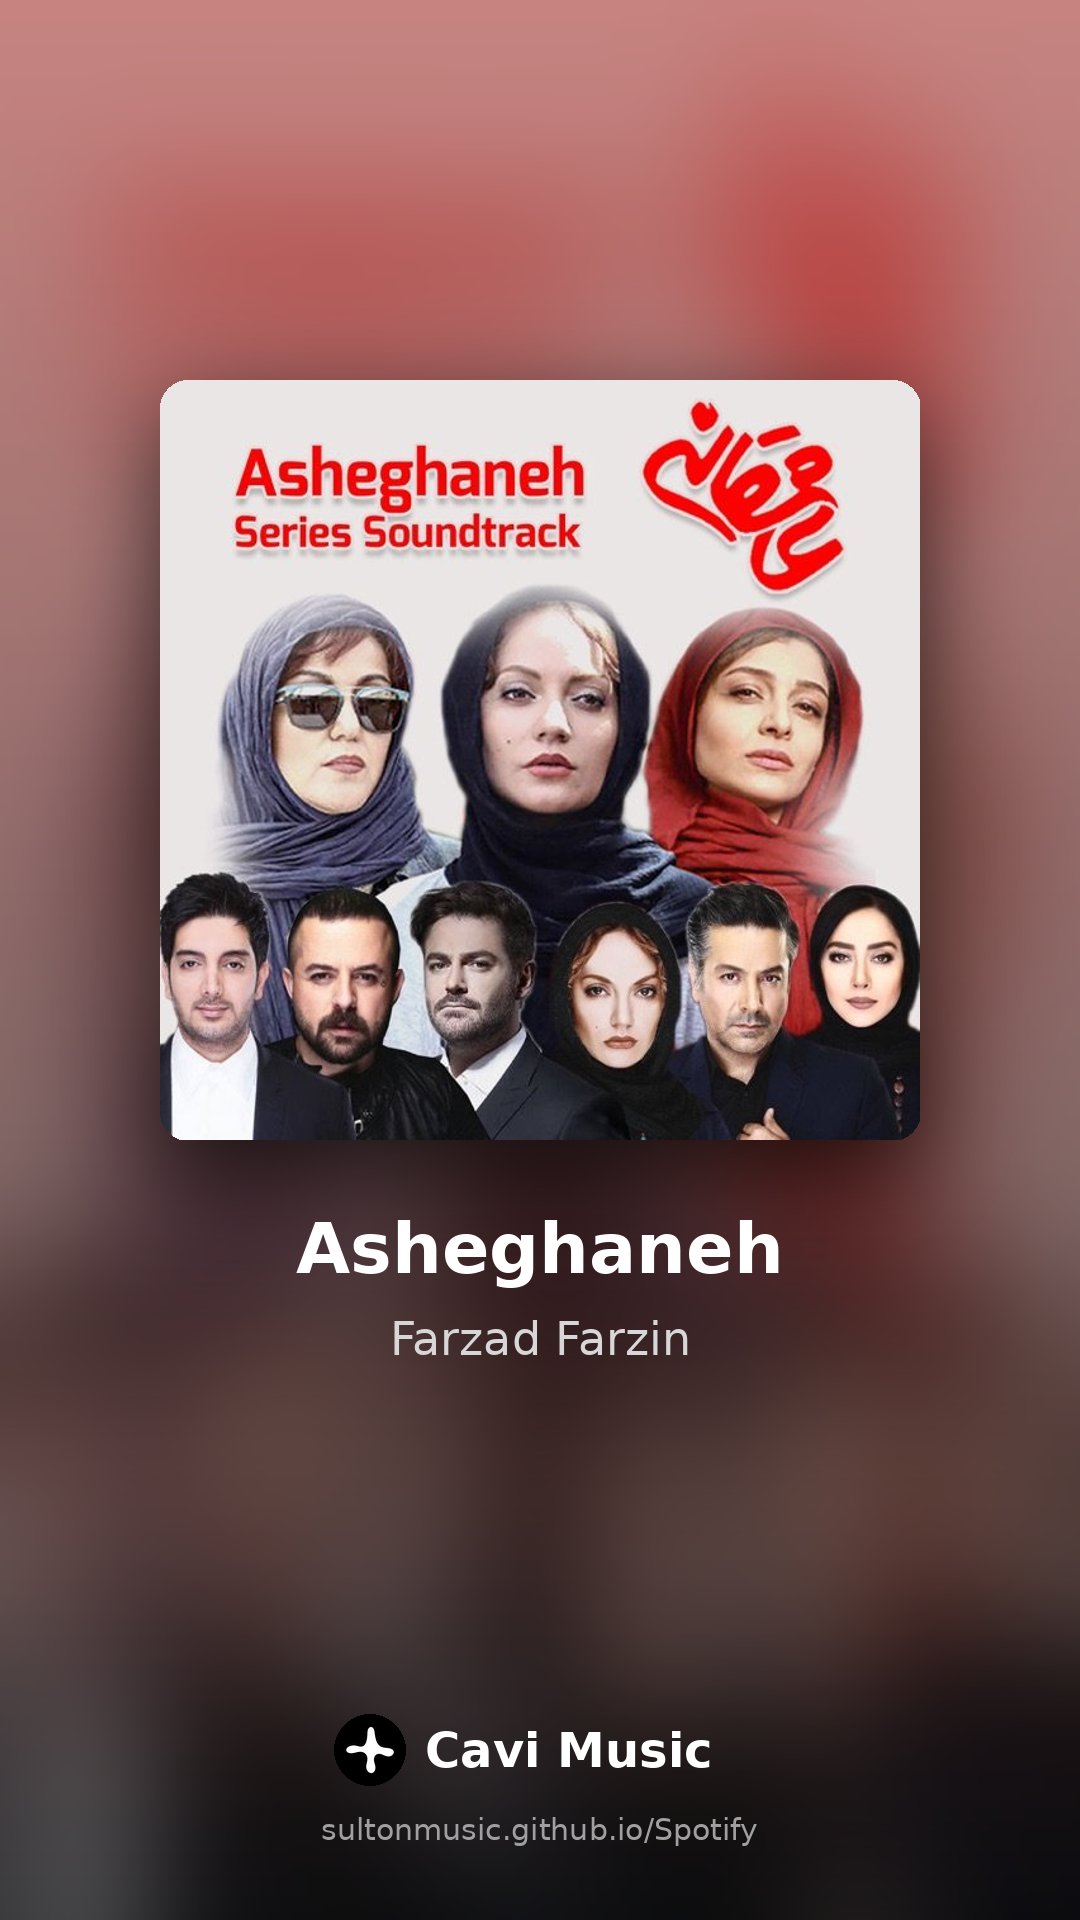 Asheghaneh
Series Soundtrack
عاشقانه
Asheghaneh
Farzad Farzin
Cavi Music
sultonmusic.github.io/Spotify